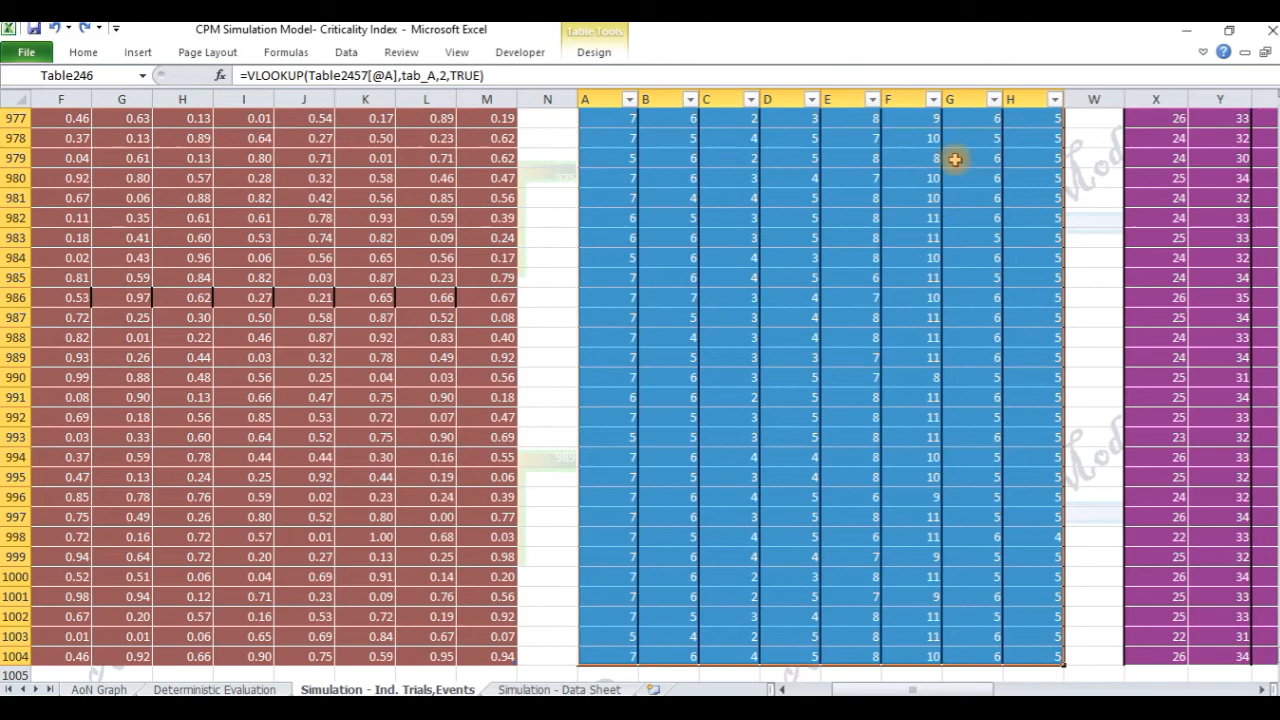 CPM Simulation Model- Criticality Index - Microsoft Excel
Table Tools
File Home Insert Page Layout Formulas Data Review View Developer Design
Table246 fx =VLOOKUP(Table2457[@A],tab_A,2,TRUE)
F G H I J K L M N A B C D E F G H W X Y
977 0.46 0.63 0.13 0.01 0.54 0.17 0.89 0.19 7 6 2 3 8 9 6 5 26 33
978 0.37 0.13 0.89 0.64 0.27 0.50 0.23 0.62 7 5 4 5 7 10 5 5 24 32
979 0.04 0.61 0.13 0.80 0.71 0.01 0.71 0.62 5 6 2 5 8 8 6 5 24 30
980 0.92 0.80 0.57 0.28 0.32 0.58 0.46 0.47 7 6 3 4 7 10 6 5 25 34
981 0.67 0.06 0.88 0.82 0.42 0.56 0.85 0.56 7 4 4 5 8 10 6 5 24 32
982 0.11 0.35 0.61 0.61 0.78 0.93 0.59 0.39 6 5 3 5 8 11 6 5 24 33
983 0.18 0.41 0.60 0.53 0.74 0.82 0.09 0.24 6 6 3 5 8 11 5 5 25 33
984 0.02 0.43 0.96 0.06 0.56 0.65 0.56 0.17 5 6 4 3 8 10 6 5 24 32
985 0.81 0.59 0.84 0.82 0.03 0.87 0.23 0.79 7 6 4 5 6 11 5 5 24 34
986 0.53 0.97 0.62 0.27 0.21 0.65 0.66 0.67 7 7 3 4 7 10 6 5 26 35
987 0.72 0.25 0.30 0.50 0.58 0.87 0.52 0.08 7 5 3 4 8 11 6 5 25 34
988 0.82 0.01 0.22 0.46 0.87 0.92 0.83 0.40 7 4 3 4 8 11 6 5 24 33
989 0.93 0.26 0.44 0.03 0.32 0.78 0.49 0.92 7 5 3 3 7 11 6 5 24 34
990 0.99 0.88 0.48 0.56 0.25 0.04 0.03 0.56 7 6 3 5 7 8 5 5 25 31
991 0.08 0.90 0.13 0.66 0.47 0.75 0.90 0.18 6 6 2 5 8 11 6 5 25 34
992 0.69 0.18 0.56 0.85 0.53 0.72 0.07 0.47 7 5 3 5 8 11 5 5 25 33
993 0.03 0.33 0.60 0.64 0.52 0.75 0.90 0.69 5 5 3 5 8 11 6 5 23 32
994 0.37 0.59 0.78 0.44 0.44 0.30 0.16 0.55 7 6 4 4 8 10 5 5 25 33
995 0.47 0.13 0.24 0.25 0.92 0.44 0.19 0.06 7 5 3 4 8 10 5 5 25 32
996 0.85 0.78 0.76 0.59 0.02 0.23 0.24 0.39 7 6 4 5 6 9 5 5 24 32
997 0.75 0.49 0.26 0.80 0.52 0.80 0.00 0.77 7 6 3 5 8 11 5 5 26 34
998 0.72 0.16 0.72 0.57 0.01 1.00 0.68 0.03 7 5 4 5 6 11 6 4 22 33
999 0.94 0.64 0.72 0.20 0.27 0.13 0.25 0.98 7 6 4 4 7 9 5 5 25 32
1000 0.52 0.51 0.06 0.04 0.69 0.91 0.14 0.20 7 6 2 3 8 11 5 5 26 34
1001 0.98 0.94 0.12 0.71 0.23 0.09 0.76 0.56 7 6 2 5 7 9 6 5 25 33
1002 0.67 0.20 0.57 0.16 0.53 0.72 0.19 0.92 7 5 3 4 8 11 5 5 25 33
1003 0.01 0.01 0.06 0.65 0.69 0.84 0.67 0.07 5 4 2 5 8 11 6 5 22 31
1004 0.46 0.92 0.66 0.90 0.75 0.59 0.95 0.94 7 6 4 5 8 10 6 5 26 34
1005
AoN Graph Deterministic Evaluation Simulation - Ind. Trials,Events Simulation - Data Sheet